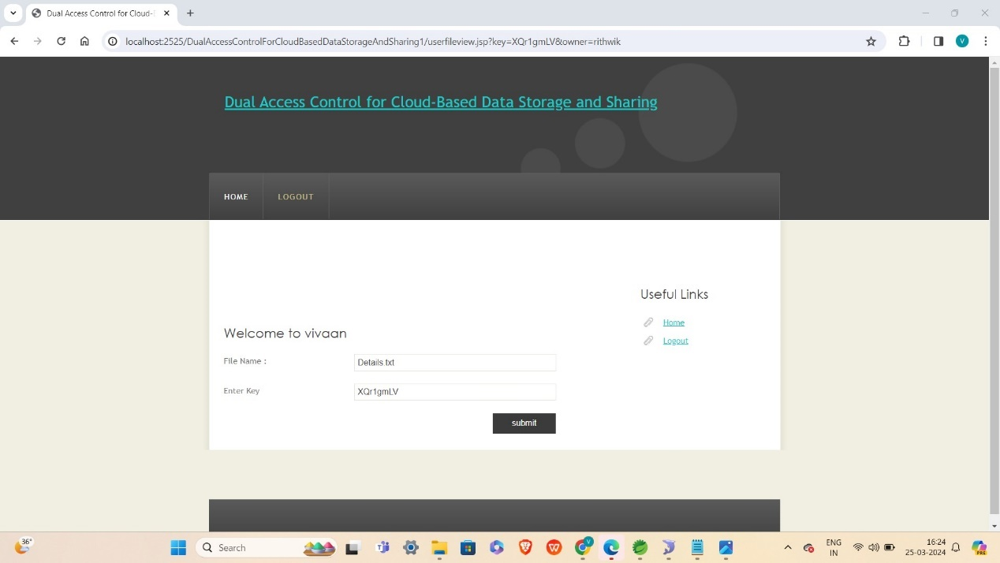 Dual Access Control for Cloud-
localhost:2525/DualAccessControlForCloudBasedDataStorageAndSharing1/userfileview.jsp?key=XQr1gmLV&owner=rithwik
V
Dual Access Control for Cloud-Based Data Storage and Sharing
HOME LOGOUT
Useful Links
Home
Logout
Welcome to vivaan
File Name : Details.txt
Enter Key XQr1gmLV
submit
36°
Search
V
W
PRE
ENG
IN
16:24
25-03-2024